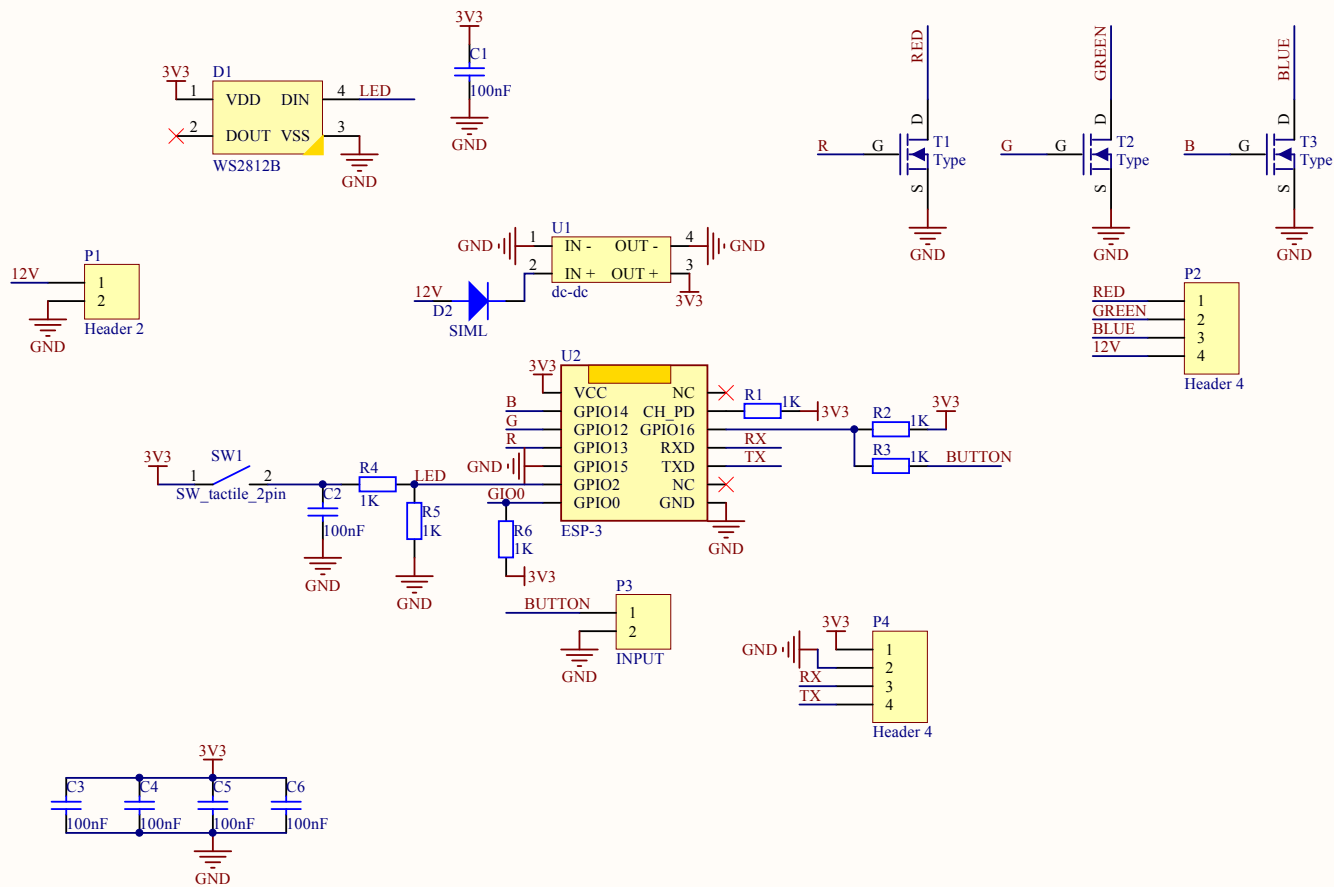 3V3
C1
100nF
GND
D1
3V3
1 VDD DIN 4 LED
2 DOUT VSS 3
WS2812B
GND
RED
D
R G T1
Type
S
GND
GREEN
D
G G T2
Type
S
GND
BLUE
D
B G T3
Type
S
GND
P1
12V 1
2
GND
Header 2
U1
GND 1 IN - OUT - 4 GND
2 IN + OUT + 3
dc-dc
3V3
12V
D2
SIML
P2
RED 1
GREEN 2
BLUE 3
12V 4
Header 4
U2
3V3
VCC NC
B GPIO14 CH_PD R1 1K 3V3
G GPIO12 GPIO16 R2 1K 3V3
R GPIO13 RXD RX
R3 1K BUTTON
GND GPIO15 TXD TX
LED GPIO2 NC
GIO0 GPIO0 GND
ESP-3
GND
3V3
SW1
1 2
SW_tactile_2pin
C2
100nF
GND
R4
1K
R5
1K
GND
R6
1K
3V3
P3
BUTTON 1
2
GND
INPUT
P4
3V3
1
GND 2
RX 3
TX 4
Header 4
3V3
C3 C4 C5 C6
100nF 100nF 100nF 100nF
GND